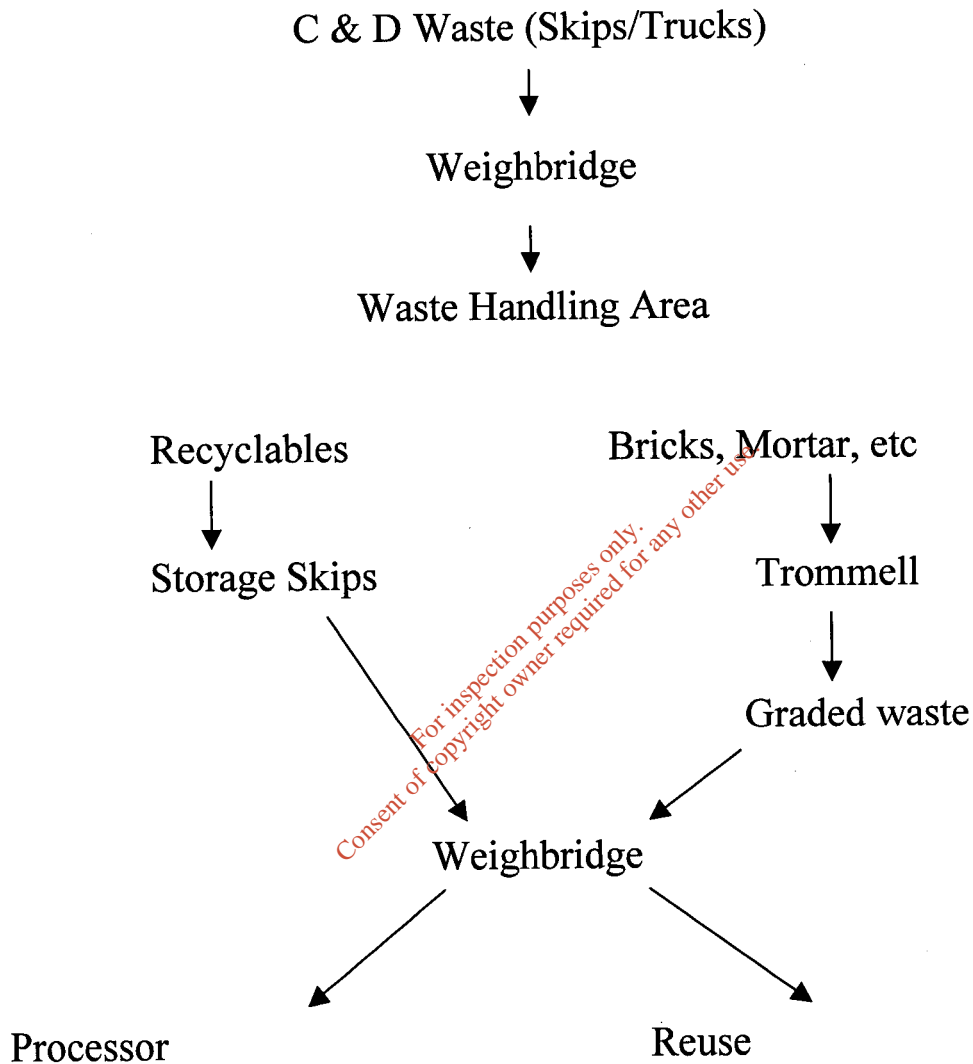 C & D Waste (Skips/Trucks)
Weighbridge
Waste Handling Area
Recyclables
Bricks, Mortar, etc
Storage Skips
Trommell
Graded waste
For inspection purposes only.
Consent of copyright owner required for any other use.
Weighbridge
Processor
Reuse